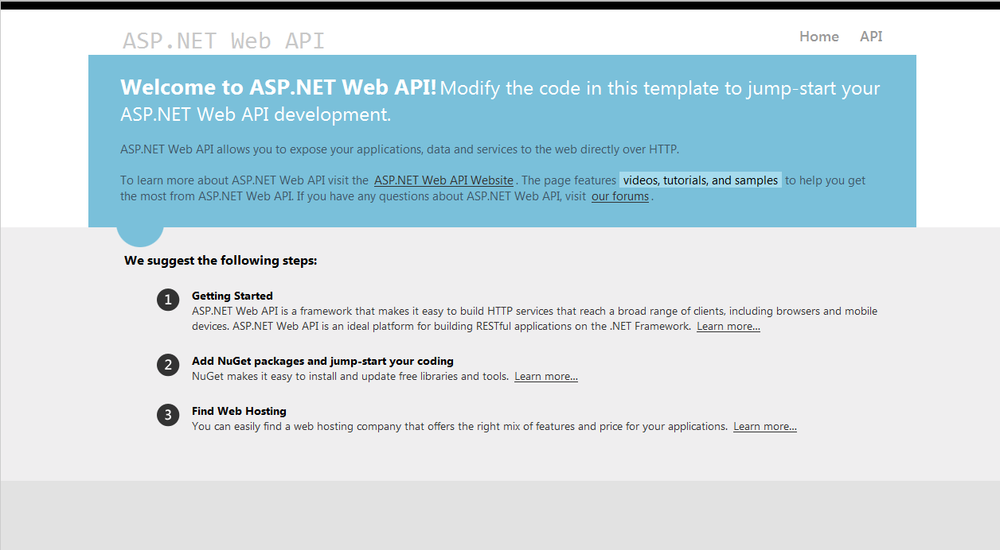 ASP.NET Web API
Home API
Welcome to ASP.NET Web API! Modify the code in this template to jump-start your
ASP.NET Web API development.
ASP.NET Web API allows you to expose your applications, data and services to the web directly over HTTP.
To learn more about ASP.NET Web API visit the ASP.NET Web API Website. The page features videos, tutorials, and samples to help you get
the most from ASP.NET Web API. If you have any questions about ASP.NET Web API, visit our forums.
We suggest the following steps:
1 Getting Started
ASP.NET Web API is a framework that makes it easy to build HTTP services that reach a broad range of clients, including browsers and mobile
devices. ASP.NET Web API is an ideal platform for building RESTful applications on the .NET Framework. Learn more...
2 Add NuGet packages and jump-start your coding
NuGet makes it easy to install and update free libraries and tools. Learn more...
3 Find Web Hosting
You can easily find a web hosting company that offers the right mix of features and price for your applications. Learn more...